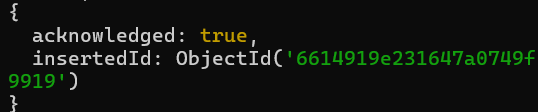 {
  acknowledged: true,
  insertedId: ObjectId('6614919e231647a0749f
9919')
}